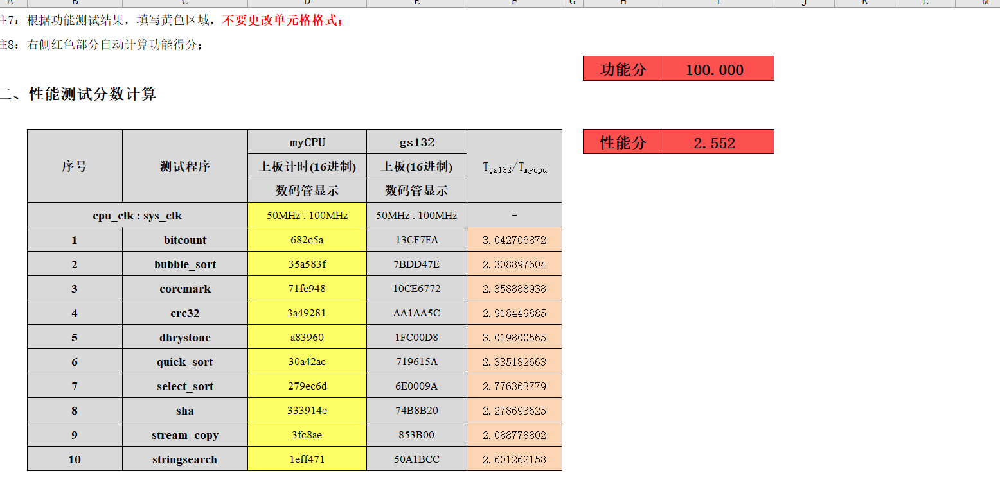 A B C D E F G H I J K L M
注7：根据功能测试结果，填写黄色区域，不要更改单元格格式；
注8：右侧红色部分自动计算功能得分；
功能分 100.000
二、性能测试分数计算
性能分 2.552
序号 测试程序 myCPU gs132 Tgs132/Tmycpu
上板计时(16进制) 上板(16进制)
数码管显示 数码管显示
cpu_clk : sys_clk 50MHz : 100MHz 50MHz : 100MHz -
1 bitcount 682c5a 13CF7FA 3.042706872
2 bubble_sort 35a583f 7BDD47E 2.308897604
3 coremark 71fe948 10CE6772 2.358888938
4 crc32 3a49281 AA1AA5C 2.918449885
5 dhrystone a83960 1FC00D8 3.019800565
6 quick_sort 30a42ac 719615A 2.335182663
7 select_sort 279ec6d 6E0009A 2.776363779
8 sha 333914e 74B8B20 2.278693625
9 stream_copy 3fc8ae 853B00 2.088778802
10 stringsearch 1eff471 50A1BCC 2.601262158